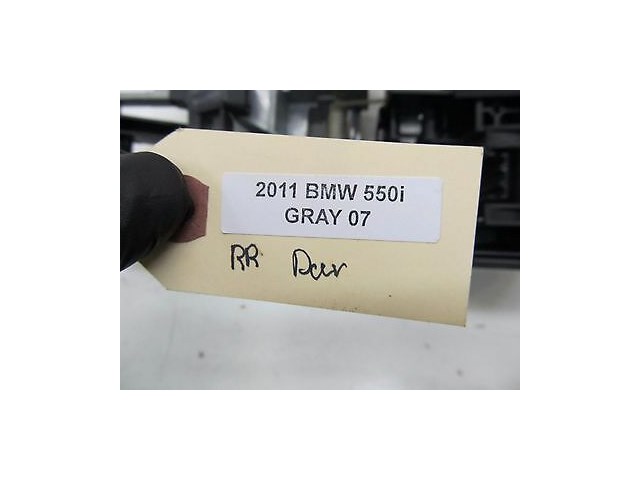 2011 BMW 550i
GRAY 07
RR Door